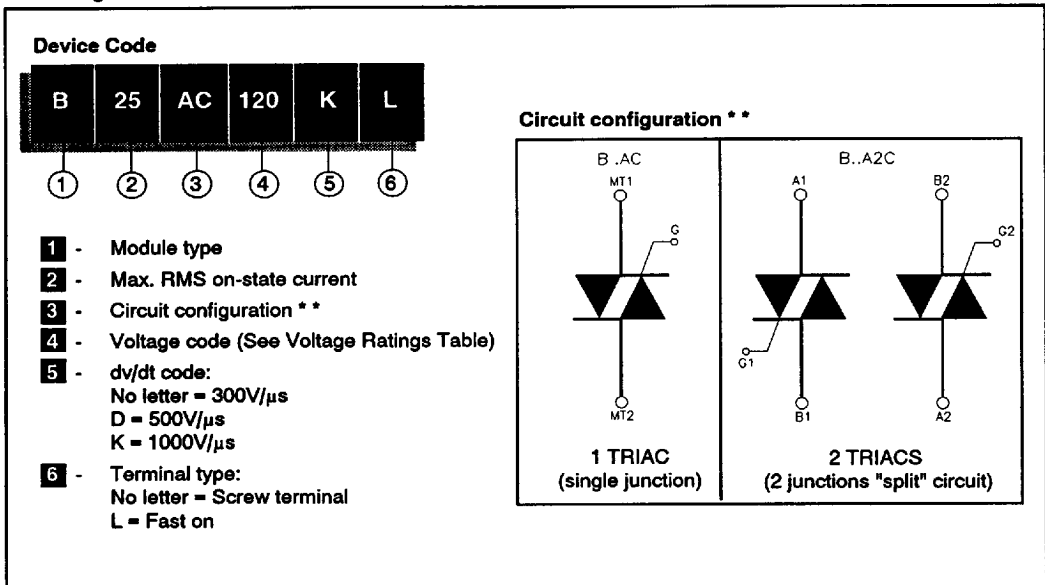 Device Code
B 25 AC 120 K L
1 2 3 4 5 6
1 - Module type
2 - Max. RMS on-state current
3 - Circuit configuration * *
4 - Voltage code (See Voltage Ratings Table)
5 - dv/dt code:
No letter = 300V/μs
D = 500V/μs
K = 1000V/μs
6 - Terminal type:
No letter = Screw terminal
L = Fast on
Circuit configuration * *
B .AC
MT1
G
MT2
1 TRIAC
(single junction)
B..A2C
A1
G1
B1
B2
G2
A2
2 TRIACS
(2 junctions "split" circuit)